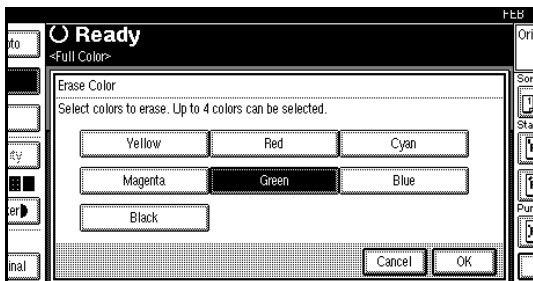 FEB
Ready
<Full Color>
Erase Color
Select colors to erase. Up to 4 colors can be selected.
Yellow Red Cyan
Magenta Green Blue
Black
Cancel OK